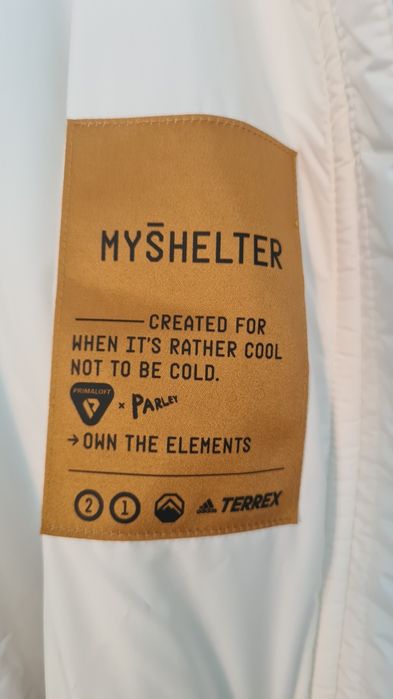 MYSHELTER
CREATED FOR
WHEN IT'S RATHER COOL
NOT TO BE COLD.
PRIMALOFT × PARLEY
→ OWN THE ELEMENTS
2 1 adidas TERREX